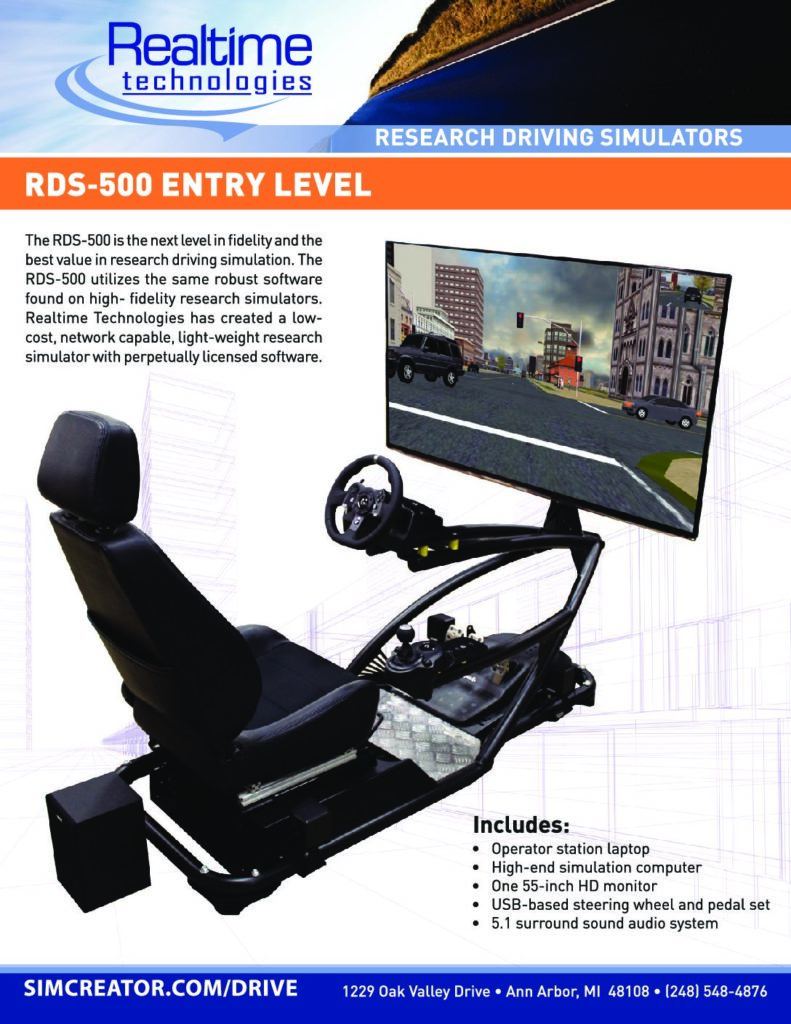 Realtime
technologies
RESEARCH DRIVING SIMULATORS
RDS-500 ENTRY LEVEL
The RDS-500 is the next level in fidelity and the
best value in research driving simulation. The
RDS-500 utilizes the same robust software
found on high- fidelity research simulators.
Realtime Technologies has created a low-
cost, network capable, light-weight research
simulator with perpetually licensed software.
Includes:
• Operator station laptop
• High-end simulation computer
• One 55-inch HD monitor
• USB-based steering wheel and pedal set
• 5.1 surround sound audio system
SIMCREATOR.COM/DRIVE
1229 Oak Valley Drive • Ann Arbor, MI 48108 • (248) 548-4876